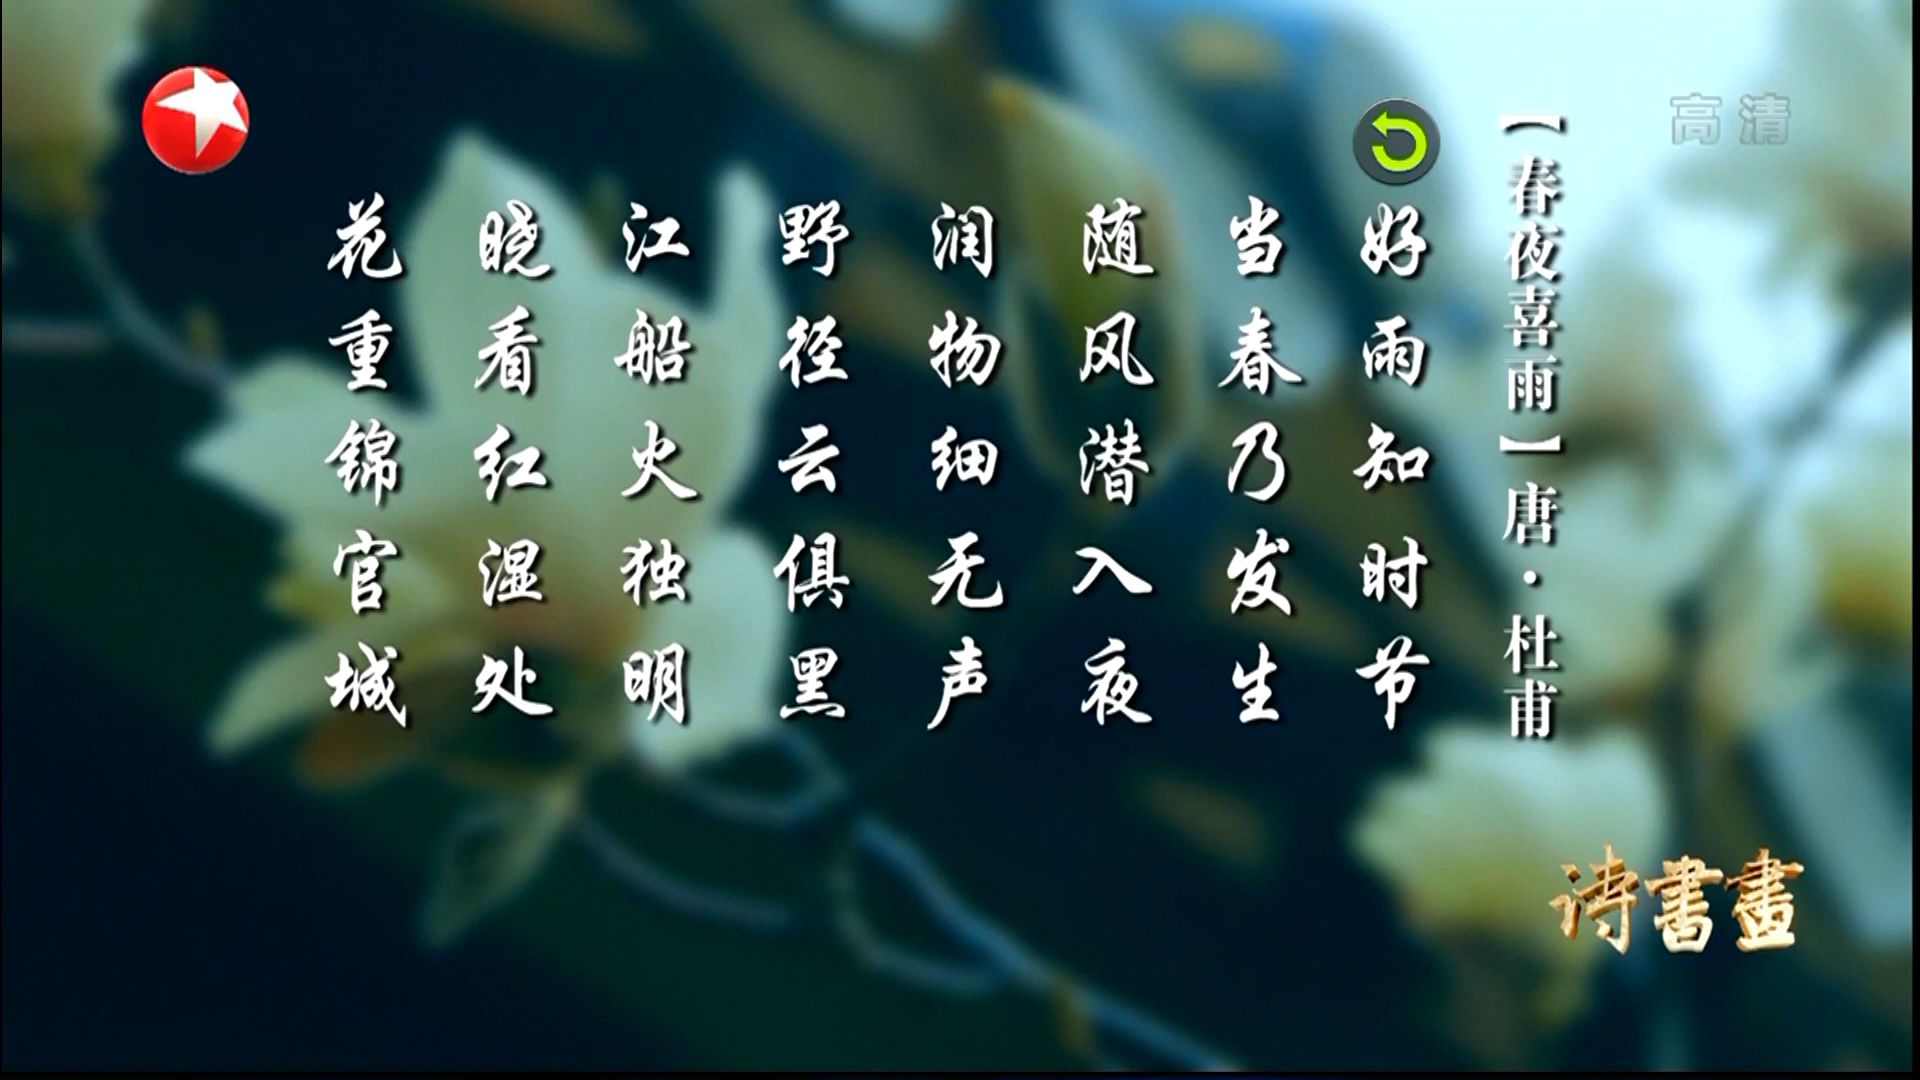 高清
【春夜喜雨】唐·杜甫
好雨知时节
当春乃发生
随风潜入夜
润物细无声
野径云俱黑
江船火独明
晓看红湿处
花重锦官城
诗書畫